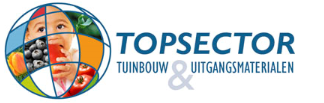 TOPSECTOR
TUINBOUW & UITGANGSMATERIALEN